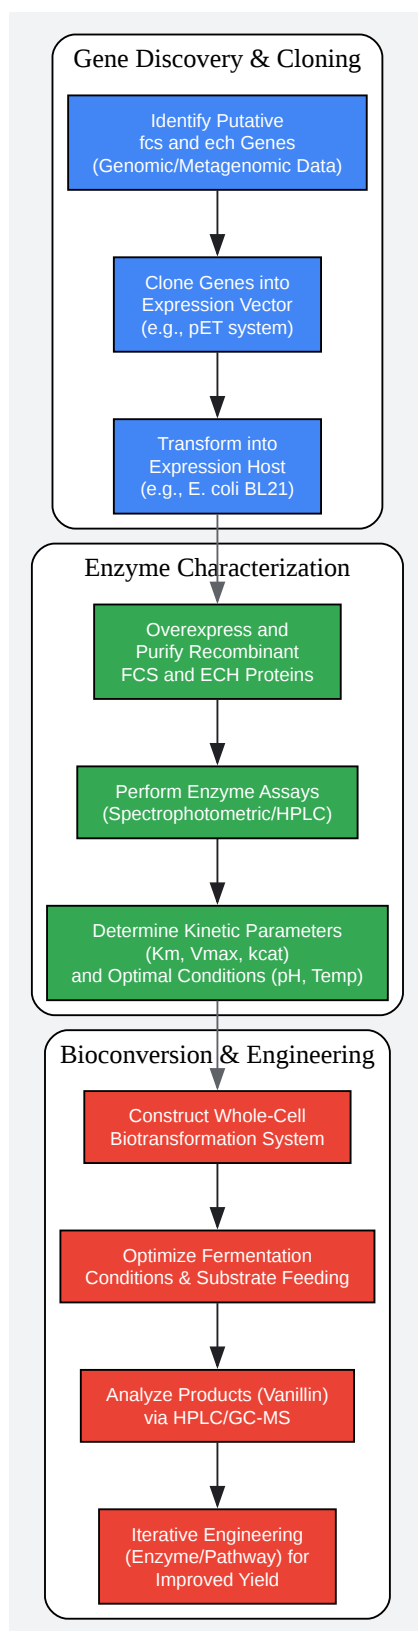 Gene Discovery & Cloning
Identify Putative
fcs and ech Genes
(Genomic/Metagenomic Data)
Clone Genes into
Expression Vector
(e.g., pET system)
Transform into
Expression Host
(e.g., E. coli BL21)
Enzyme Characterization
Overexpress and
Purify Recombinant
FCS and ECH Proteins
Perform Enzyme Assays
(Spectrophotometric/HPLC)
Determine Kinetic Parameters
(Km, Vmax, kcat)
and Optimal Conditions (pH, Temp)
Bioconversion & Engineering
Construct Whole-Cell
Biotransformation System
Optimize Fermentation
Conditions & Substrate Feeding
Analyze Products (Vanillin)
via HPLC/GC-MS
Iterative Engineering
(Enzyme/Pathway) for
Improved Yield